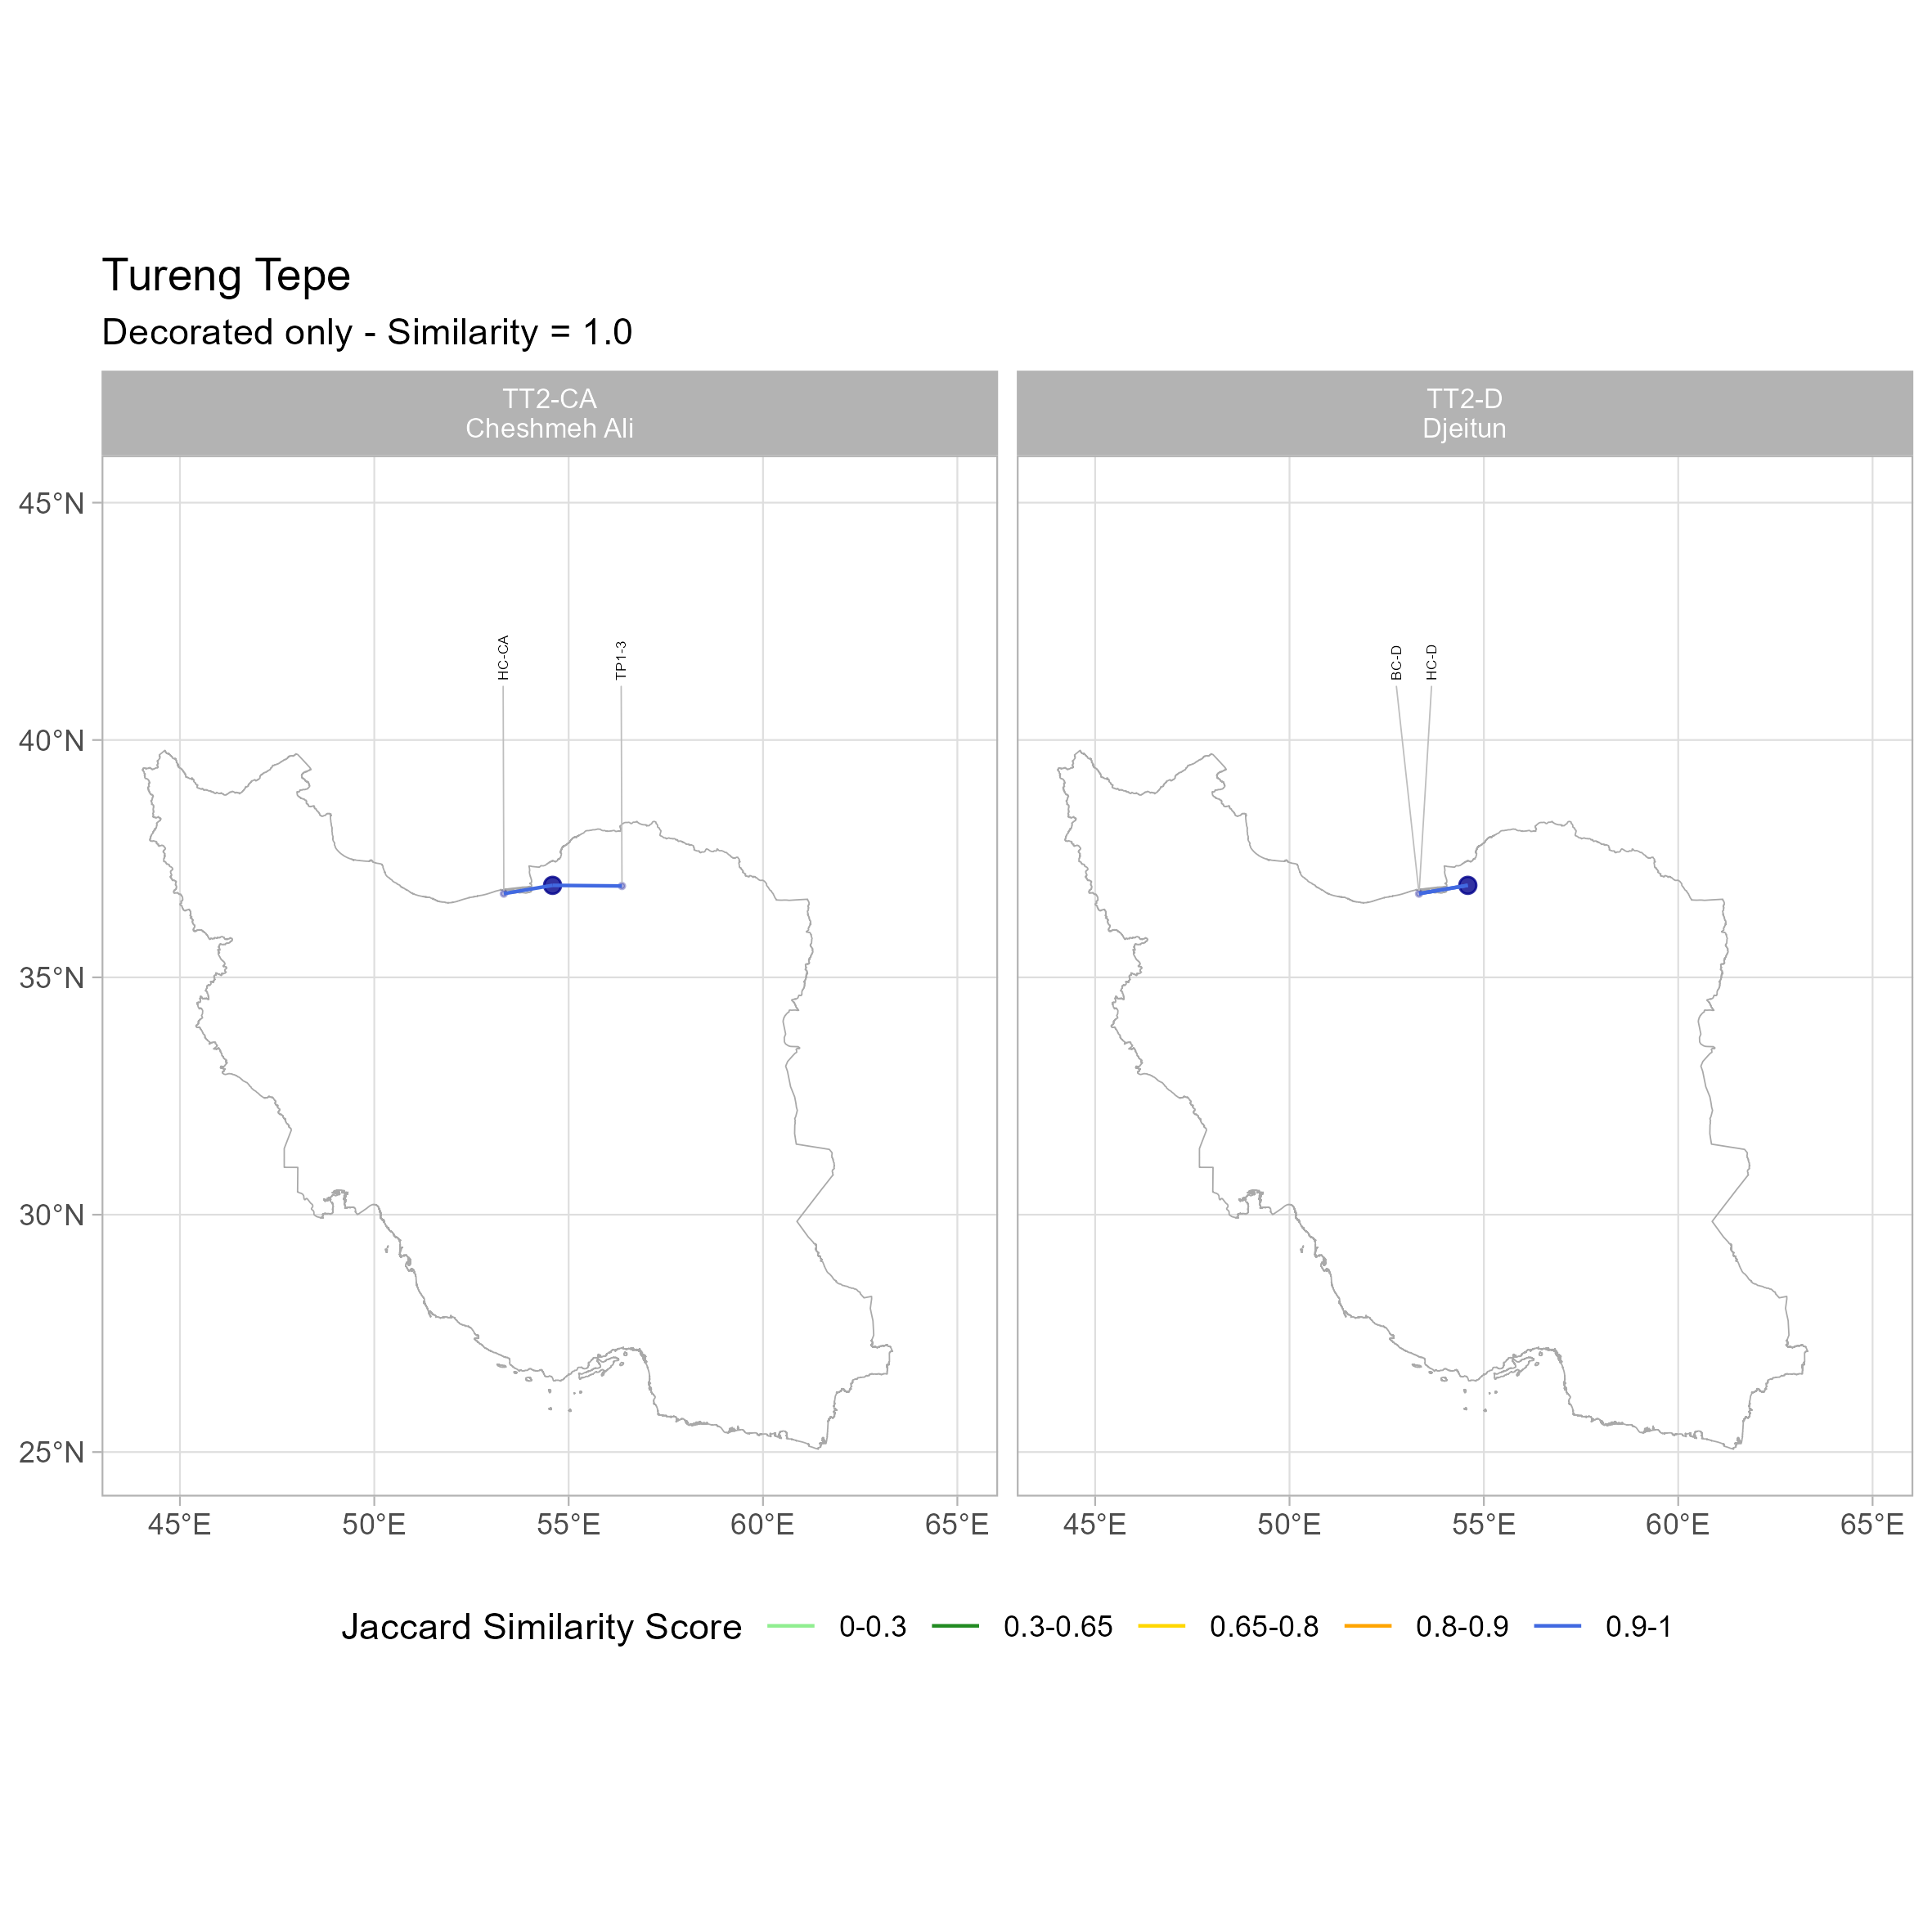 Tureng Tepe
Decorated only - Similarity = 1.0
TT2-CA
Cheshmeh Ali
TT2-D
Djeitun
45°N
40°N
35°N
30°N
25°N
HC-CA
TP1-3
BC-D
HC-D
45°E 50°E 55°E 60°E 65°E
45°E 50°E 55°E 60°E 65°E
Jaccard Similarity Score 0-0.3 0.3-0.65 0.65-0.8 0.8-0.9 0.9-1